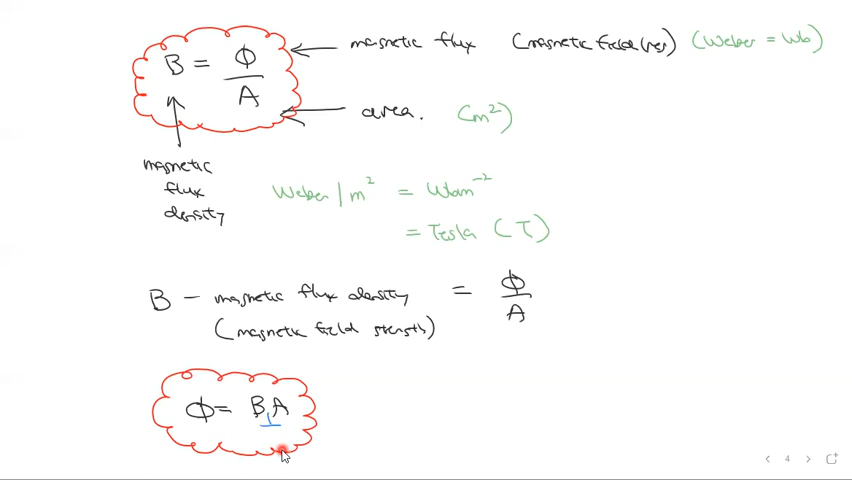 B = Φ / A
magnetic flux (magnetic field lines) (Weber = Wb)
area. (m²)
magnetic
flux
density
Weber/m² = Wbm⁻²
= Tesla (T)
B - magnetic flux density = Φ / A
(magnetic field strength)
Φ = B⊥A
4